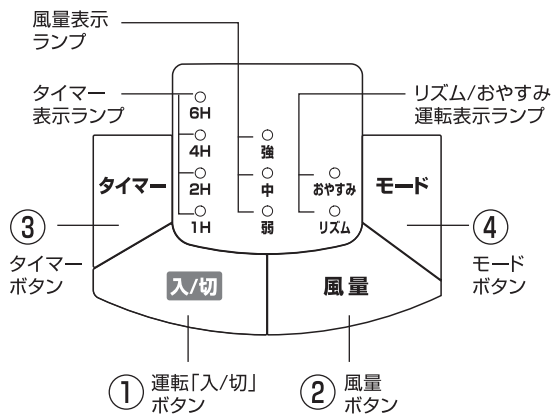 風量表示
ランプ
タイマー
表示ランプ
リズム/おやすみ
運転表示ランプ
6H
4H
2H
1H
強
中
弱
おやすみ
リズム
タイマー
モード
③
タイマー
ボタン
④
モード
ボタン
入/切
風量
① 運転「入/切」
ボタン
② 風量
ボタン